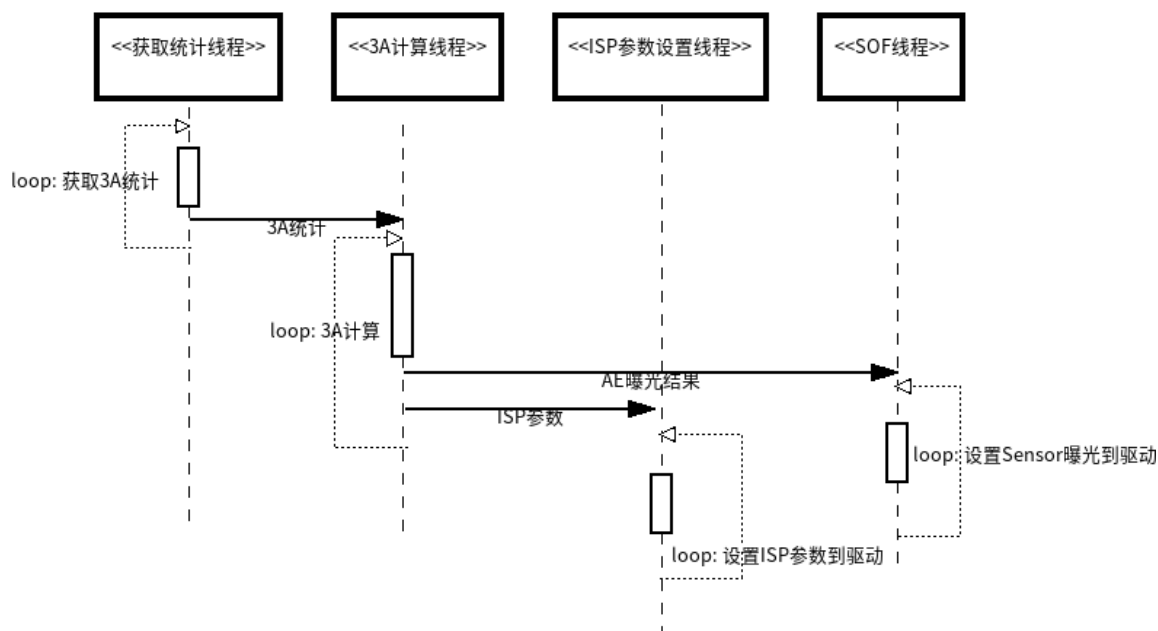 <<获取统计线程>>
<<3A计算线程>>
<<ISP参数设置线程>>
<<SOF线程>>
loop: 获取3A统计
3A统计
loop: 3A计算
AE曝光结果
ISP参数
loop: 设置Sensor曝光到驱动
loop: 设置ISP参数到驱动